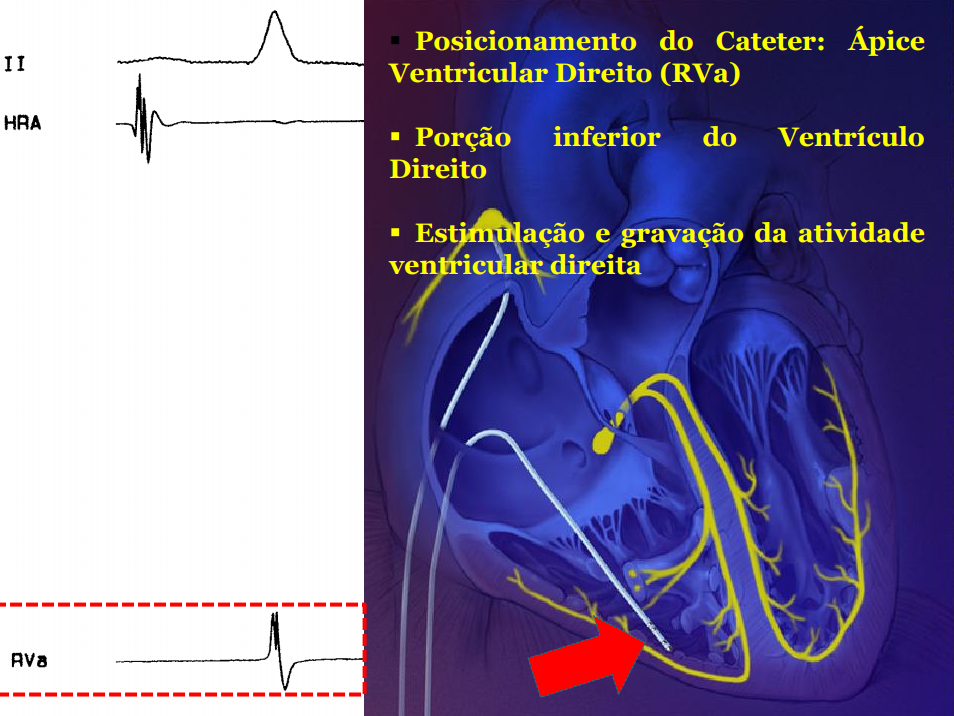 II
HRA
RVa
▪ Posicionamento do Cateter: Ápice
Ventricular Direito (RVa)
▪ Porção inferior do Ventrículo
Direito
▪ Estimulação e gravação da atividade
ventricular direita